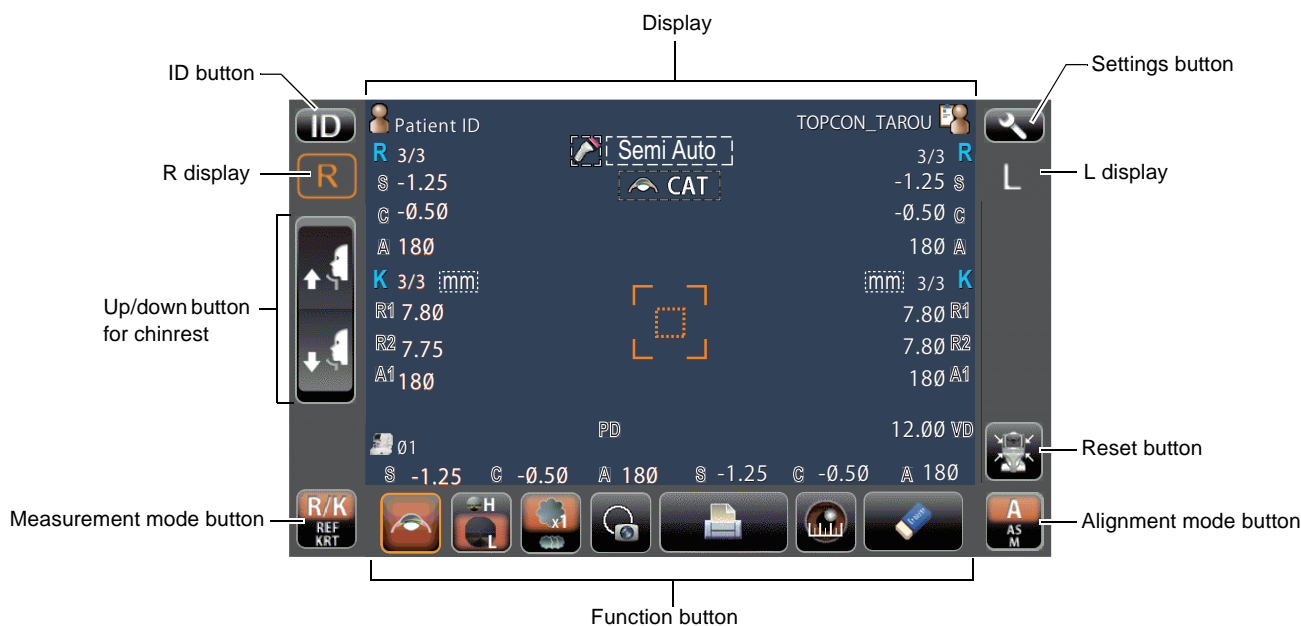 Display
ID button
Settings button
ID
Patient ID
TOPCON_TAROU
R 3/3
Semi Auto
3/3 R
R display
R
L
L display
S -1.25
CAT
-1.25 S
C -0.50
-0.50 C
A 180
180 A
K 3/3 mm
mm 3/3 K
Up/down button
for chinrest
R1 7.80
7.80 R1
R2 7.75
7.80 R2
A1 180
180 A1
01
PD
12.00 VD
Reset button
S -1.25 C -0.50 A 180 S -1.25 C -0.50 A 180
Measurement mode button
R/K
REF
KRT
H
L
x1
A
AS
M
Alignment mode button
Function button